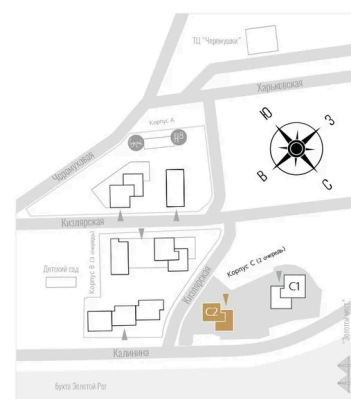 ТЦ "Черемушки"
Харьковская
Корпус А
Ю
З
В
С
Черемуховая
Кизлярская
Детский сад
Корпус В (3 очередь)
Кизлярская
Корпус С (2 очередь)
С1
С2
Калинина
бухта Золотой Рог